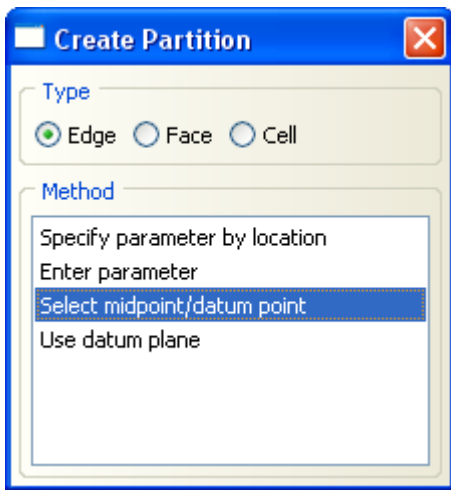 Create Partition
Type
Edge Face Cell
Method
Specify parameter by location
Enter parameter
Select midpoint/datum point
Use datum plane